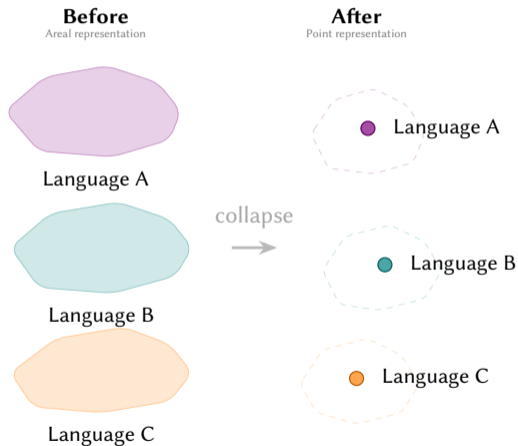 Before
Areal representation
After
Point representation
Language A
Language A
collapse
Language B
Language B
Language C
Language C